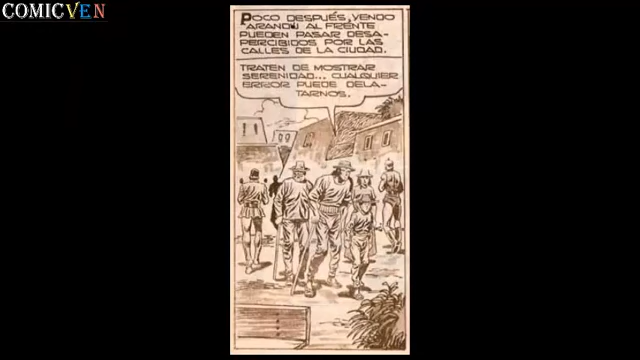 COMICVEN
POCO DESPUÉS, YENDO
ARANDÚ AL FRENTE
PUEDEN PASAR DESA-
PERCIBIDOS POR LAS
CALLES DE LA CIUDAD.
TRATEN DE MOSTRAR
SERENIDAD... CUALQUIER
ERROR PUEDE DELA-
TARNOS.